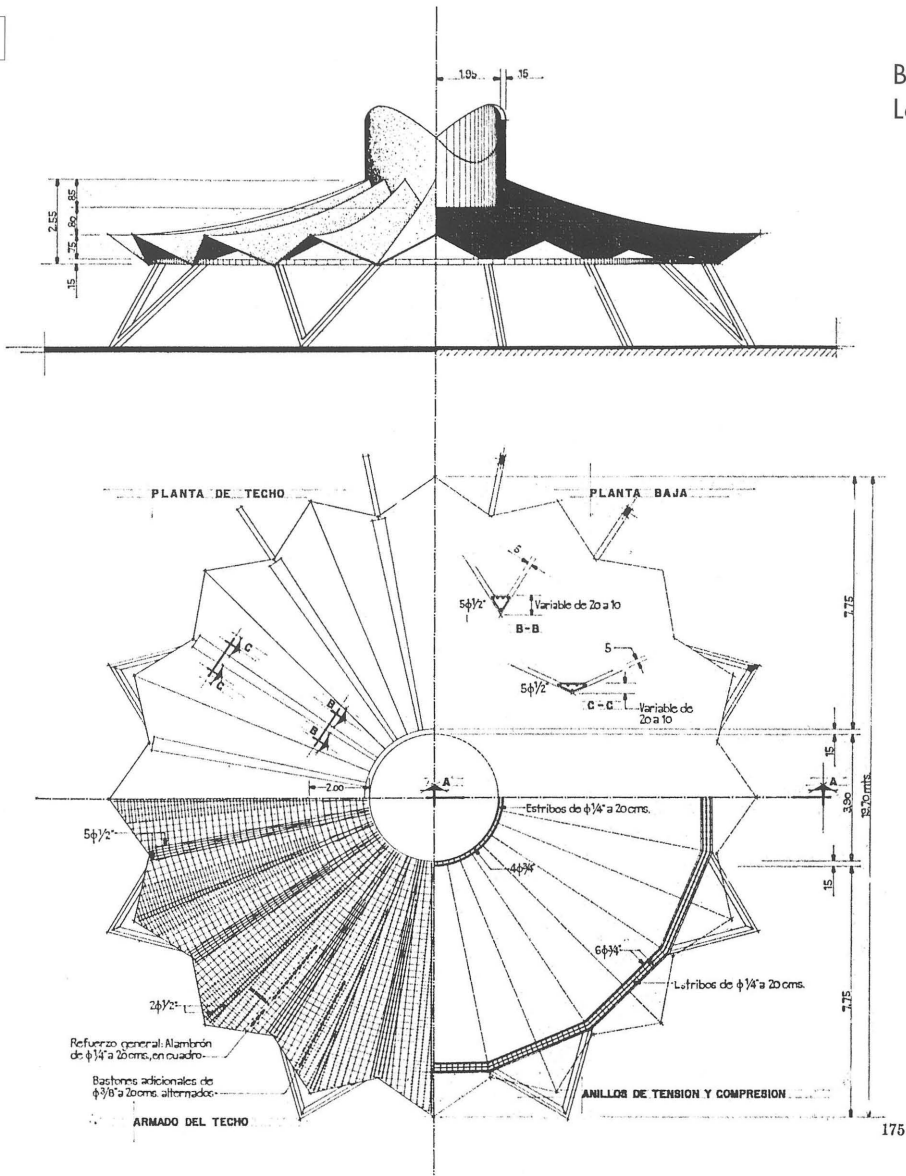 B
L
1.95 .15
2.55
.85
.80
.75
.15
PLANTA DE TECHO
PLANTA BAJA
5
5ϕ1/2"
Variable de 20 a 10
B-B
5
5ϕ1/2"
C-C
Variable de
20 a 10
C
C
B
B
7.75
15
3.90
19.70 mts.
15
7.75
2.00
A
A
Estribos de ϕ1/4" a 20 cms.
5ϕ1/2"
4ϕ3/4"
6ϕ3/4"
Estribos de ϕ1/4" a 20 cms.
2ϕ1/2"
Refuerzo general: Alambrón
de ϕ1/4" a 20 cms., en cuadro
Bastones adicionales de
ϕ3/8" a 20 cms. alternados
ARMADO DEL TECHO
ANILLOS DE TENSION Y COMPRESION
175